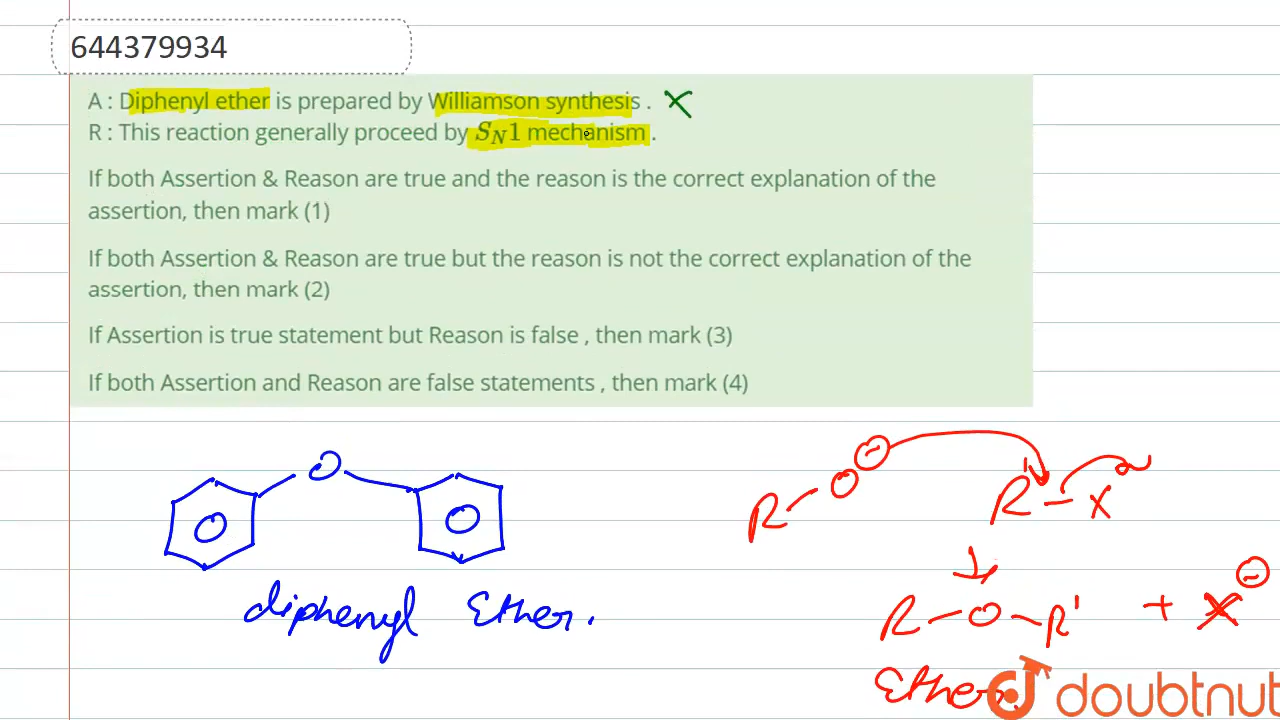 644379934
A : Diphenyl ether is prepared by Williamson synthesis . X
R : This reaction generally proceed by S_N1 mechanism .
If both Assertion & Reason are true and the reason is the correct explanation of the
assertion, then mark (1)
If both Assertion & Reason are true but the reason is not the correct explanation of the
assertion, then mark (2)
If Assertion is true statement but Reason is false , then mark (3)
If both Assertion and Reason are false statements , then mark (4)
O
R-O⊖ R'-X
diphenyl Ether.
R-O-R' + X⊖
Ether.
doubtnut